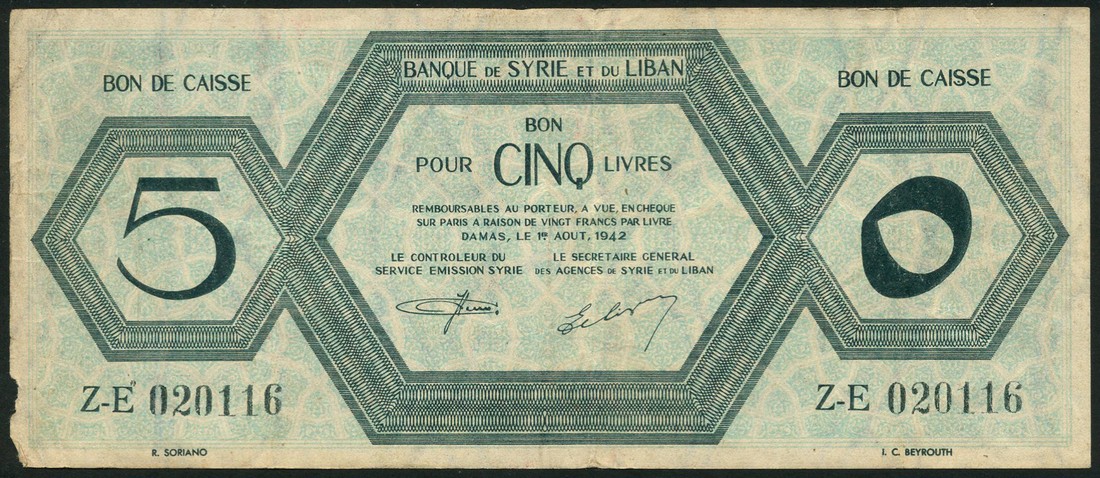 BON DE CAISSE
BANQUE DE SYRIE ET DU LIBAN
BON DE CAISSE
BON
POUR CINQ LIVRES
5
٥
REMBOURSABLES AU PORTEUR, A VUE, EN CHEQUE
SUR PARIS A RAISON DE VINGT FRANCS PAR LIVRE
DAMAS, LE 1ER AOUT, 1942
LE CONTROLEUR DU
SERVICE EMISSION SYRIE
LE SECRETAIRE GENERAL
DES AGENCES DE SYRIE ET DU LIBAN
Z-E 020116
Z-E 020116
R. SORIANO
I. C. BEYROUTH